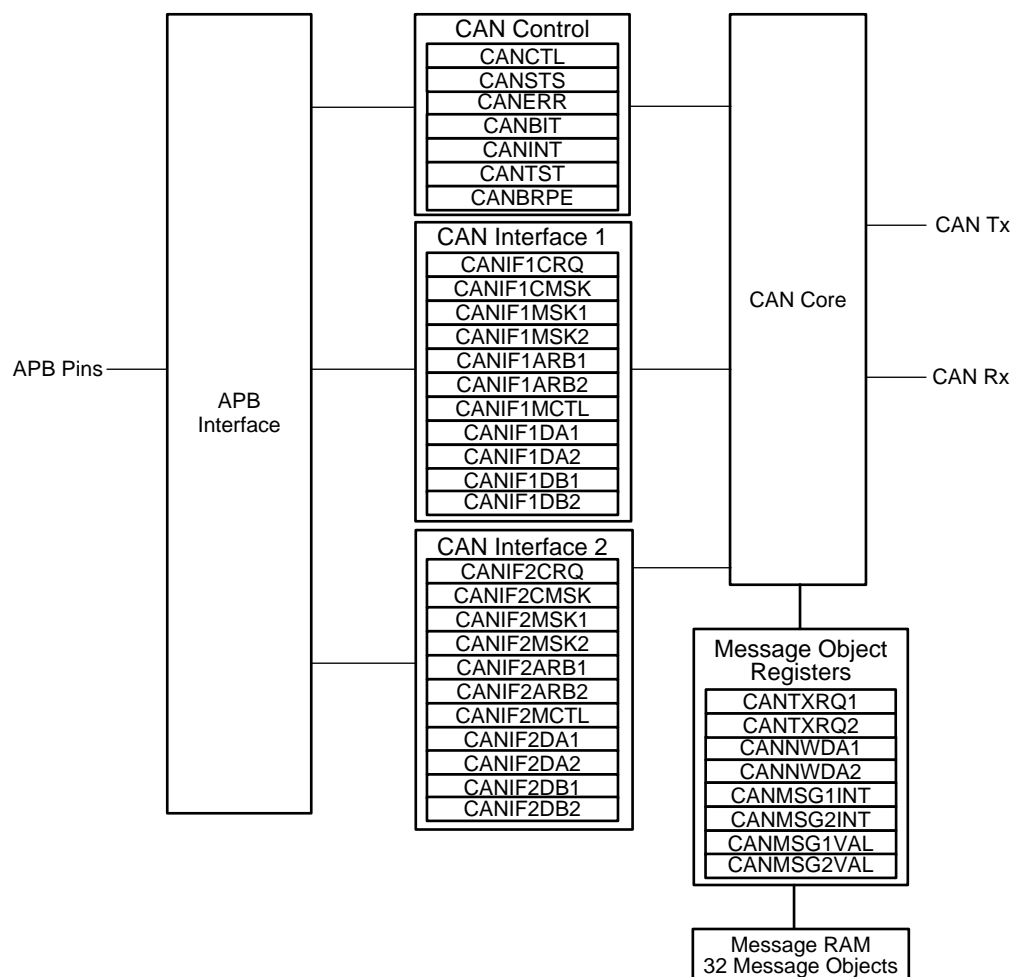 APB Pins
APB
Interface
CAN Control
CANCTL
CANSTS
CANERR
CANBIT
CANINT
CANTST
CANBRPE
CAN Interface 1
CANIF1CRQ
CANIF1CMSK
CANIF1MSK1
CANIF1MSK2
CANIF1ARB1
CANIF1ARB2
CANIF1MCTL
CANIF1DA1
CANIF1DA2
CANIF1DB1
CANIF1DB2
CAN Interface 2
CANIF2CRQ
CANIF2CMSK
CANIF2MSK1
CANIF2MSK2
CANIF2ARB1
CANIF2ARB2
CANIF2MCTL
CANIF2DA1
CANIF2DA2
CANIF2DB1
CANIF2DB2
CAN Core
CAN Tx
CAN Rx
Message Object
Registers
CANTXRQ1
CANTXRQ2
CANNWDA1
CANNWDA2
CANMSG1INT
CANMSG2INT
CANMSG1VAL
CANMSG2VAL
Message RAM
32 Message Objects